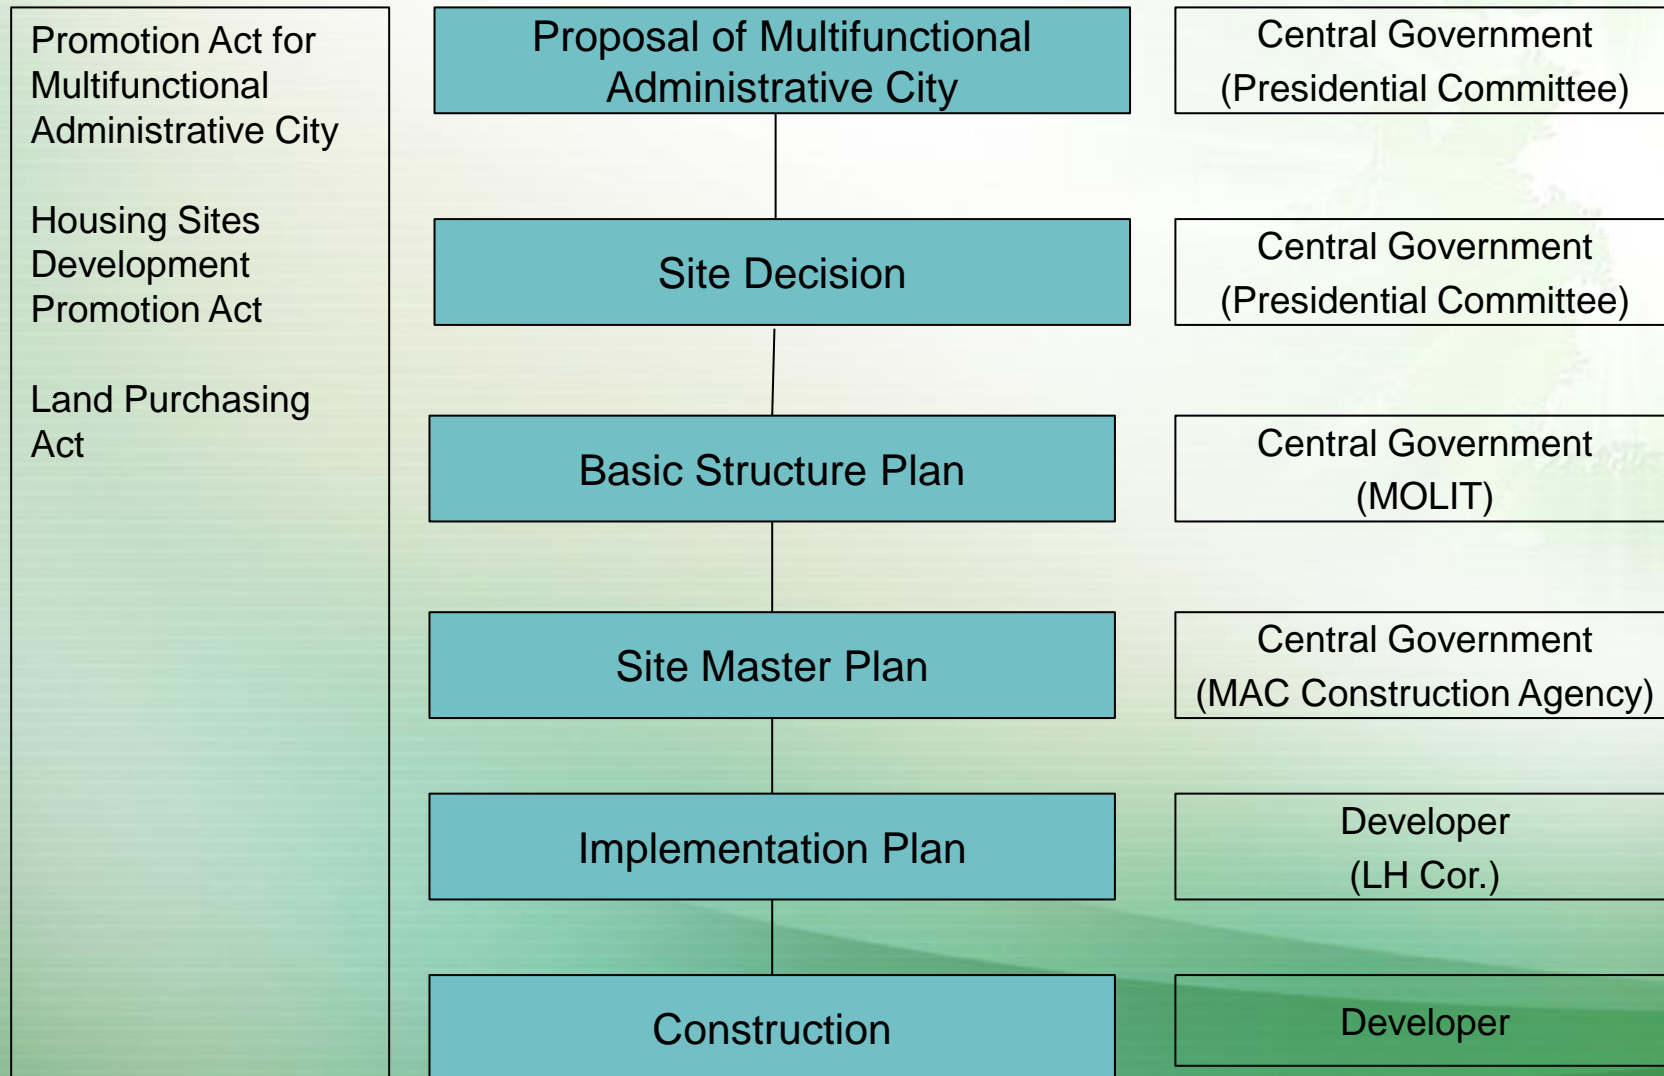 Promotion Act for
Multifunctional
Administrative City
Housing Sites
Development
Promotion Act
Land Purchasing
Act
Proposal of Multifunctional
Administrative City
Central Government
(Presidential Committee)
Site Decision
Central Government
(Presidential Committee)
Basic Structure Plan
Central Government
(MOLIT)
Site Master Plan
Central Government
(MAC Construction Agency)
Implementation Plan
Developer
(LH Cor.)
Construction
Developer